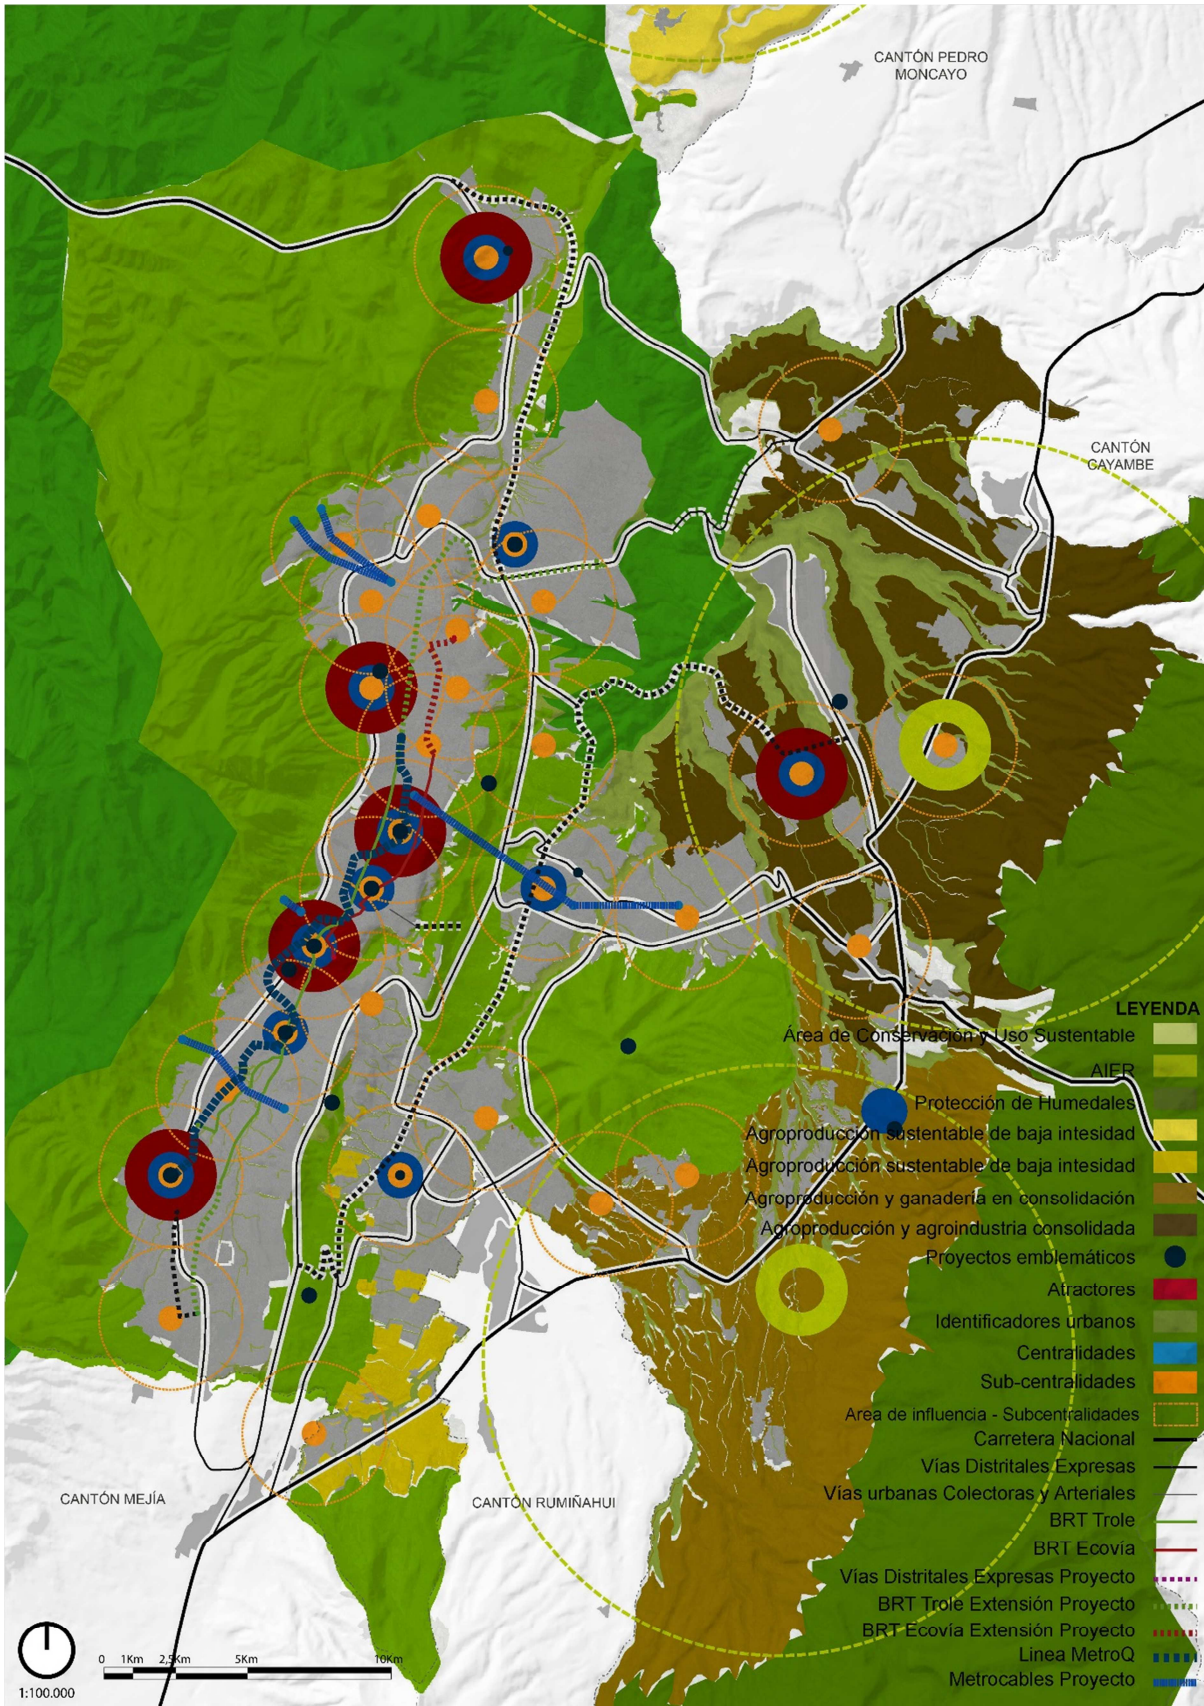 CANTÓN PEDRO
MONCAYO
CANTÓN
CAYAMBE
LEYENDA
Área de Conservación y Uso Sustentable
AIER
Protección de Humedales
Agroproducción sustentable de baja intesidad
Agroproducción sustentable de baja intesidad
Agroproducción y ganadería en consolidación
Agroproducción y agroindustria consolidada
Proyectos emblemáticos
Atractores
Identificadores urbanos
Centralidades
Sub-centralidades
Area de influencia - Subcentralidades
Carretera Nacional
Vías Distritales Expresas
Vías urbanas Colectoras y Arteriales
BRT Trole
BRT Ecovía
Vías Distritales Expresas Proyecto
BRT Trole Extensión Proyecto
BRT Ecovía Extensión Proyecto
Linea MetroQ
Metrocables Proyecto
CANTÓN MEJÍA
CANTÓN RUMIÑAHUI
0 1Km 2,5Km 5Km 10Km
1:100.000